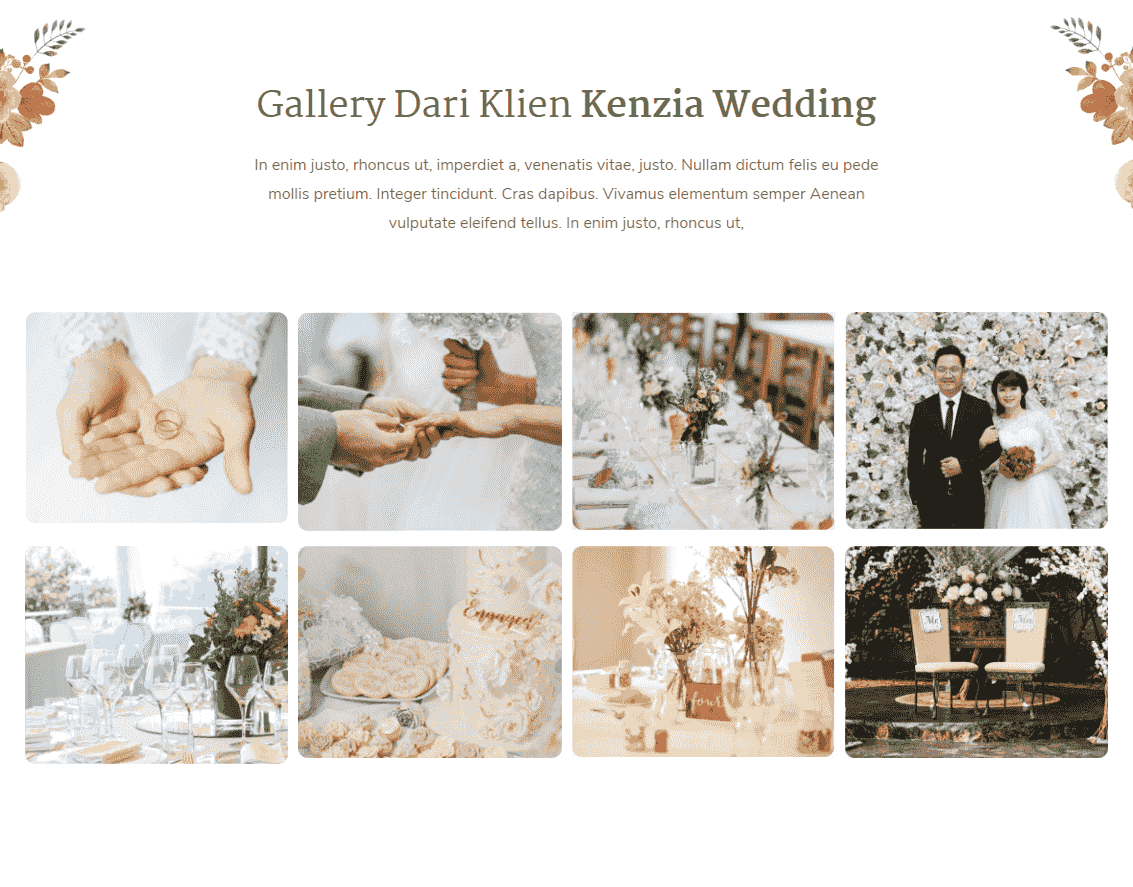 Gallery Dari Klien Kenzia Wedding
In enim justo, rhoncus ut, imperdiet a, venenatis vitae, justo. Nullam dictum felis eu pede
mollis pretium. Integer tincidunt. Cras dapibus. Vivamus elementum semper Aenean
vulputate eleifend tellus. In enim justo, rhoncus ut,
Engaged
four
Mr.
Mrs.